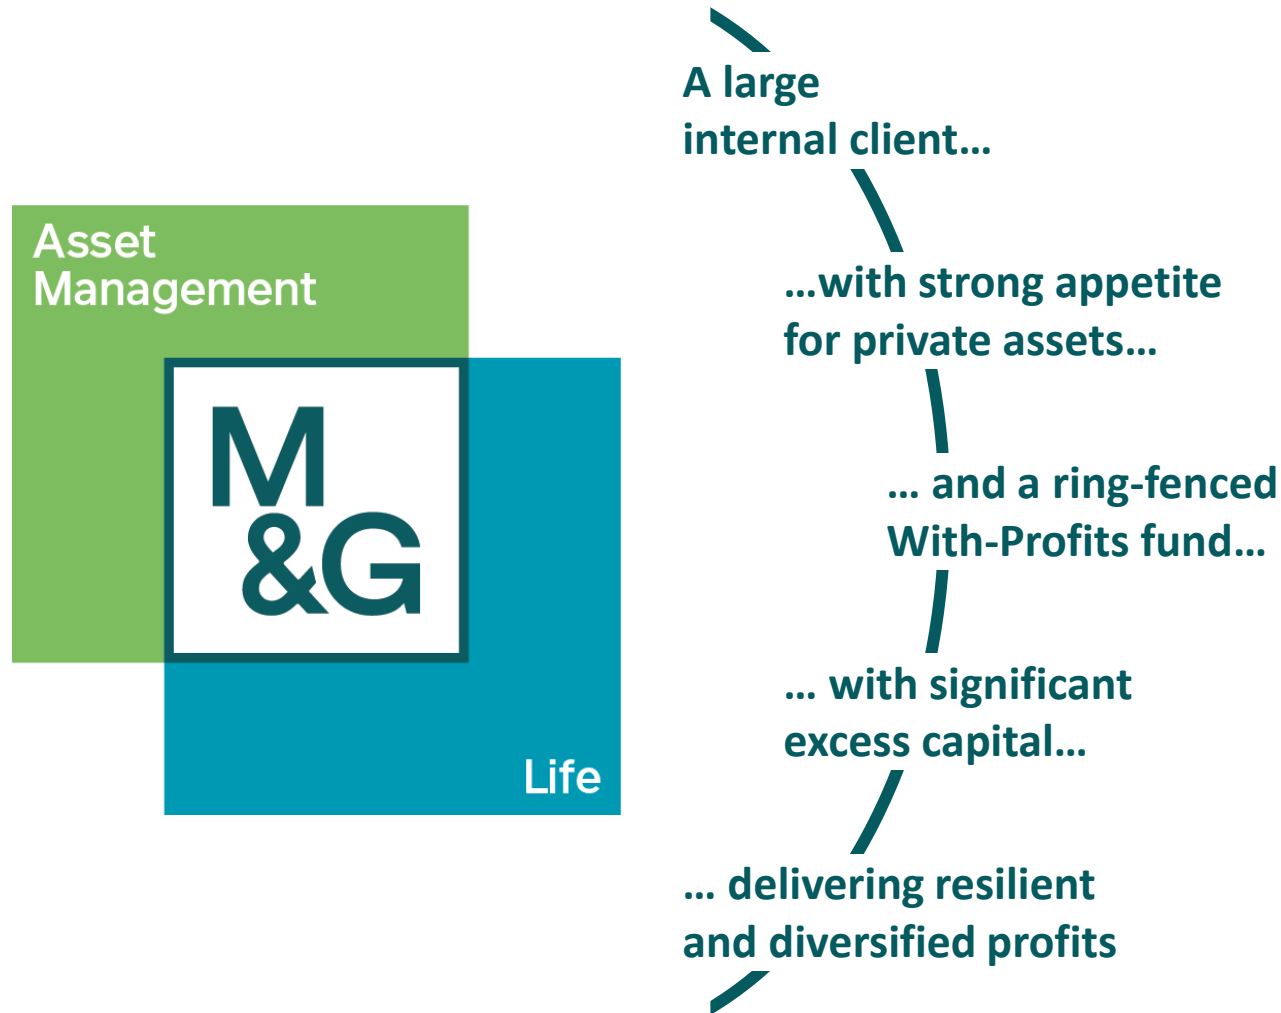 Asset
Management
M
&G
Life
A large
internal client…
…with strong appetite
for private assets…
… and a ring-fenced
With-Profits fund…
… with significant
excess capital…
… delivering resilient
and diversified profits